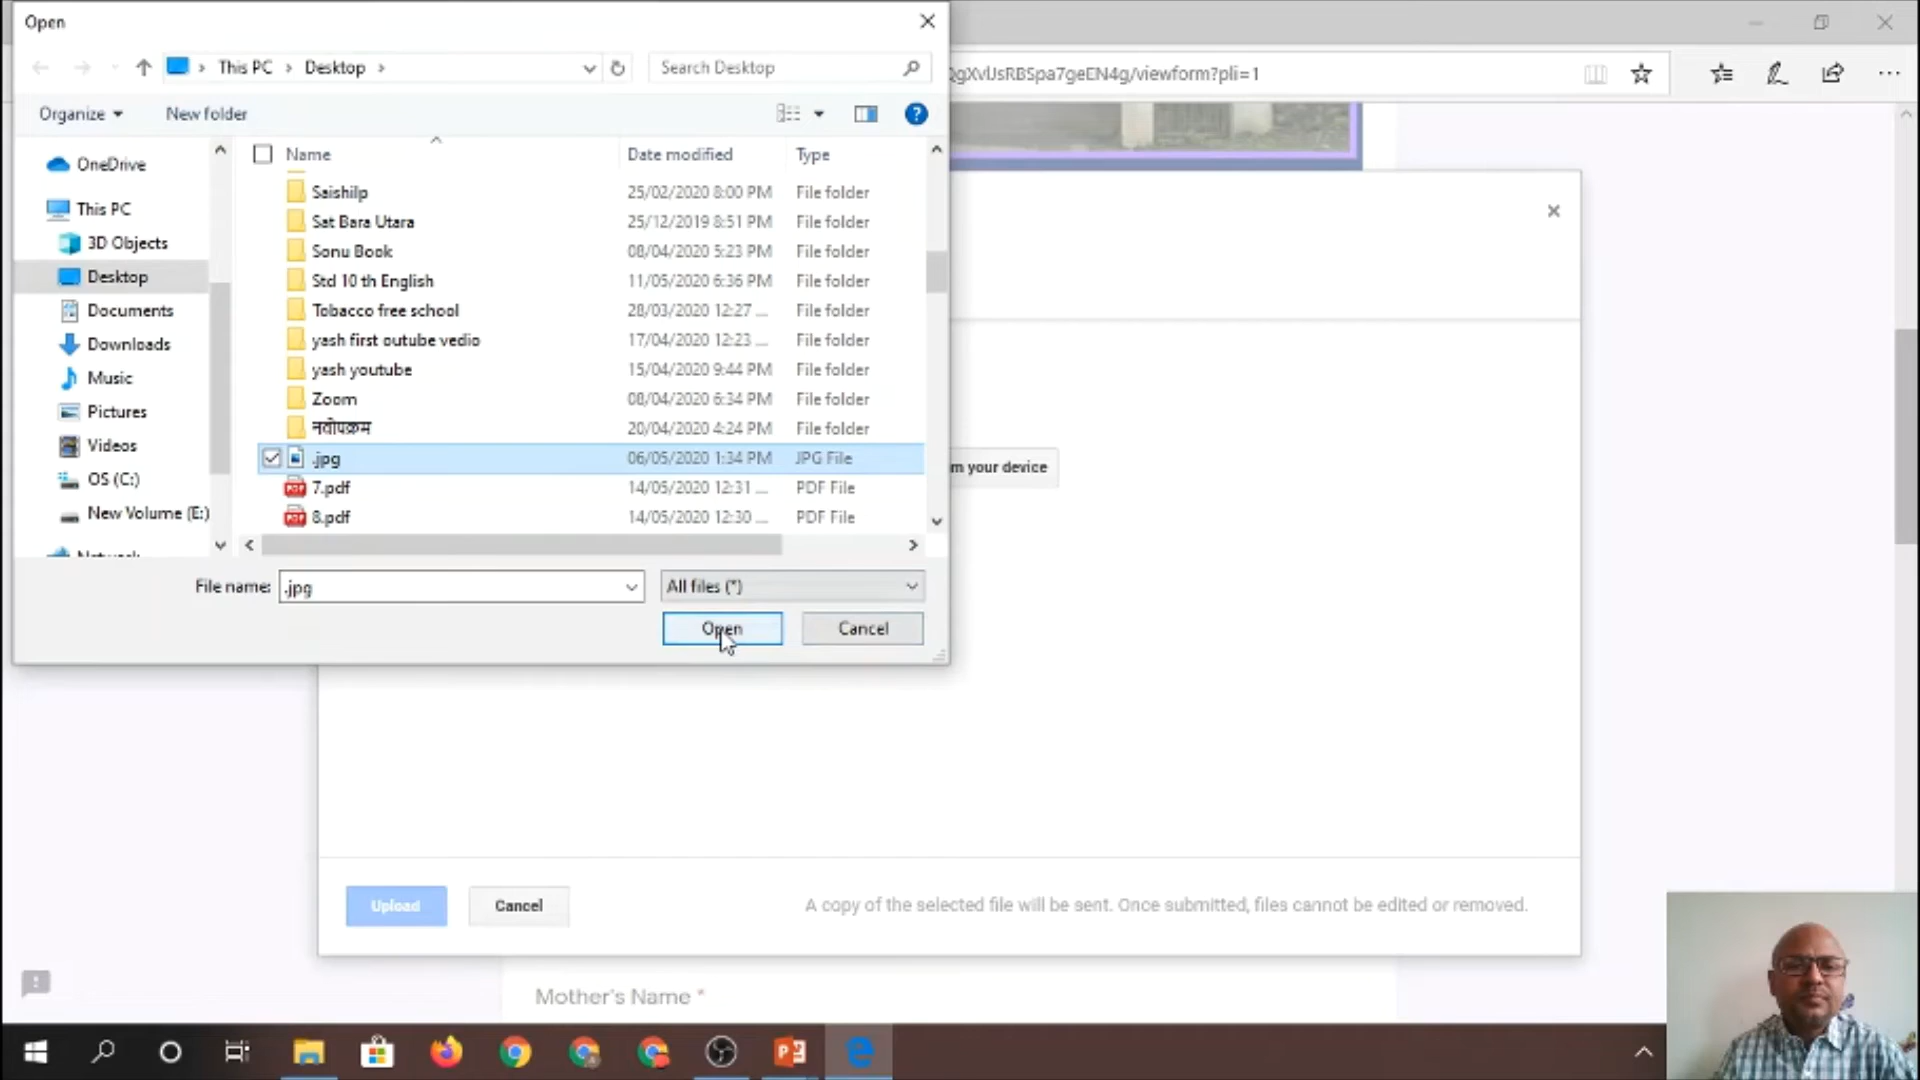 Open
This PC > Desktop >
Search Desktop
QgXvlJsRBSpa7geEN4g/viewform?pli=1
Organize
New folder
Name Date modified Type
OneDrive
This PC
3D Objects
Desktop
Documents
Downloads
Music
Pictures
Videos
OS (C:)
New Volume (E:)
Network
Saishilp 25/02/2020 8:00 PM File folder
Sat Bara Utara 25/12/2019 8:51 PM File folder
Sonu Book 08/04/2020 5:23 PM File folder
Std 10 th English 11/05/2020 6:36 PM File folder
Tobacco free school 28/03/2020 12:27 ... File folder
yash first outube vedio 17/04/2020 12:23 ... File folder
yash youtube 15/04/2020 9:44 PM File folder
Zoom 08/04/2020 6:34 PM File folder
नवोपक्रम 20/04/2020 4:24 PM File folder
.jpg 06/05/2020 1:34 PM JPG File
7.pdf 14/05/2020 12:31 ... PDF File
8.pdf 14/05/2020 12:30 ... PDF File
m your device
File name: .jpg All files (*)
Open Cancel
Upload Cancel A copy of the selected file will be sent. Once submitted, files cannot be edited or removed.
Mother's Name *